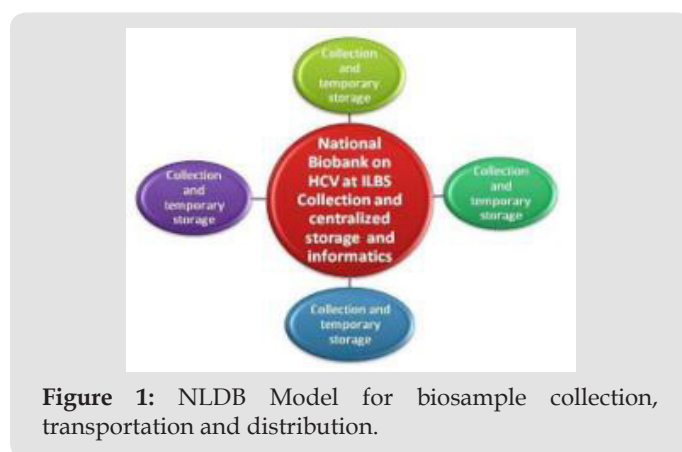 Collection
and
temporary
storage
National
Biobank on
HCV at ILBS
Collection and
centralized
storage and
informatics
Collection
and
temporary
storage
Collection
and
temporary
storage
Collection and
temporary
storage
Figure 1: NLDB Model for biosample collection,
transportation and distribution.